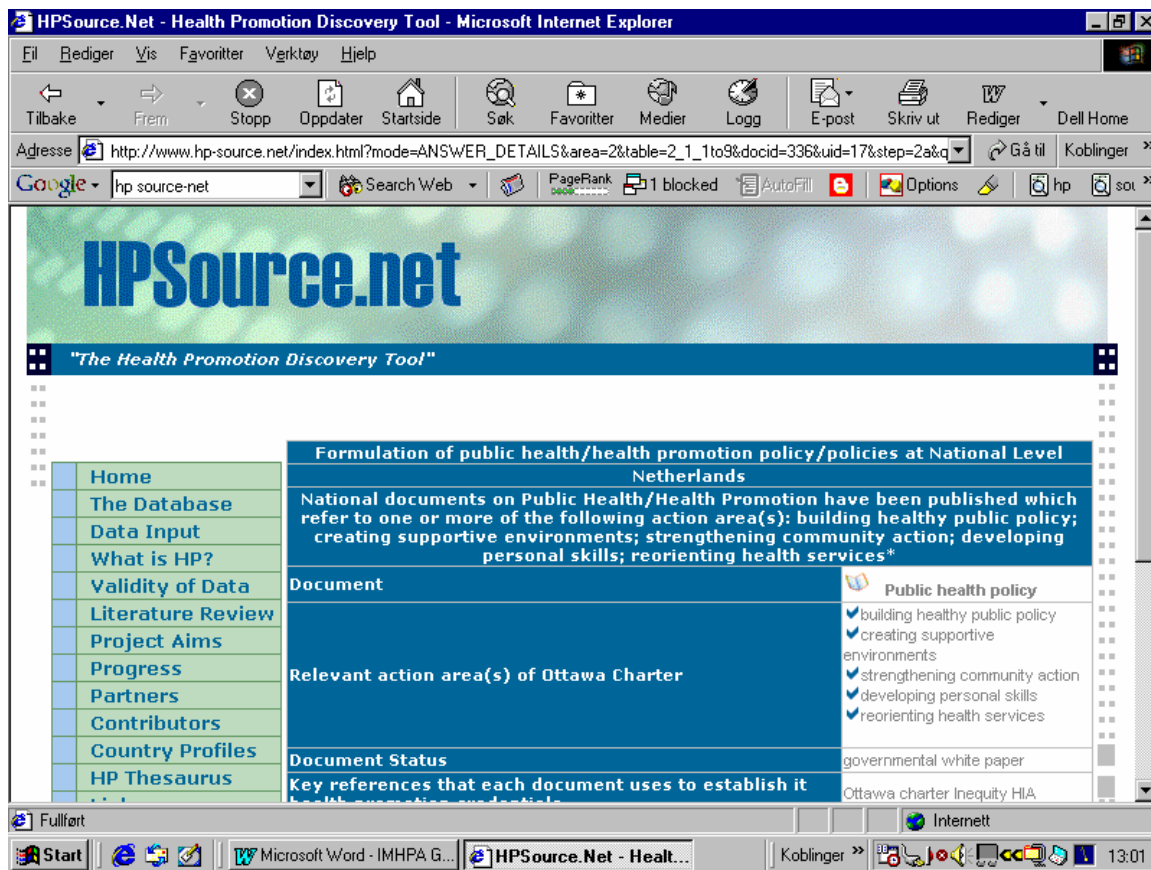 HPSource.Net - Health Promotion Discovery Tool - Microsoft Internet Explorer
Fil Rediger Vis Favoritter Verktøy Hjelp
Tilbake Frem Stopp Oppdater Startside Søk Favoritter Medier Logg E-post Skriv ut Rediger Dell Home
Adresse http://www.hp-source.net/index.html?mode=ANSWER_DETAILS&area=2&table=2_1_1to9&docid=336&uid=17&step=2a&q Gå til Koblinger »
Google hp source-net Search Web PageRank 1 blocked AutoFill Options hp sou »
HPSource.net
"The Health Promotion Discovery Tool"
Home
The Database
Data Input
What is HP?
Validity of Data
Literature Review
Project Aims
Progress
Partners
Contributors
Country Profiles
HP Thesaurus
Formulation of public health/health promotion policy/policies at National Level
Netherlands
National documents on Public Health/Health Promotion have been published which
refer to one or more of the following action area(s): building healthy public policy;
creating supportive environments; strengthening community action; developing
personal skills; reorienting health services*
Document
Public health policy
Relevant action area(s) of Ottawa Charter
building healthy public policy
creating supportive
environments
strengthening community action
developing personal skills
reorienting health services
Document Status
governmental white paper
Key references that each document uses to establish it
Ottawa charter Inequity HIA
Fullført Internett
Start Microsoft Word - IMHPA G... HPSource.Net - Healt... Koblinger » 13:01